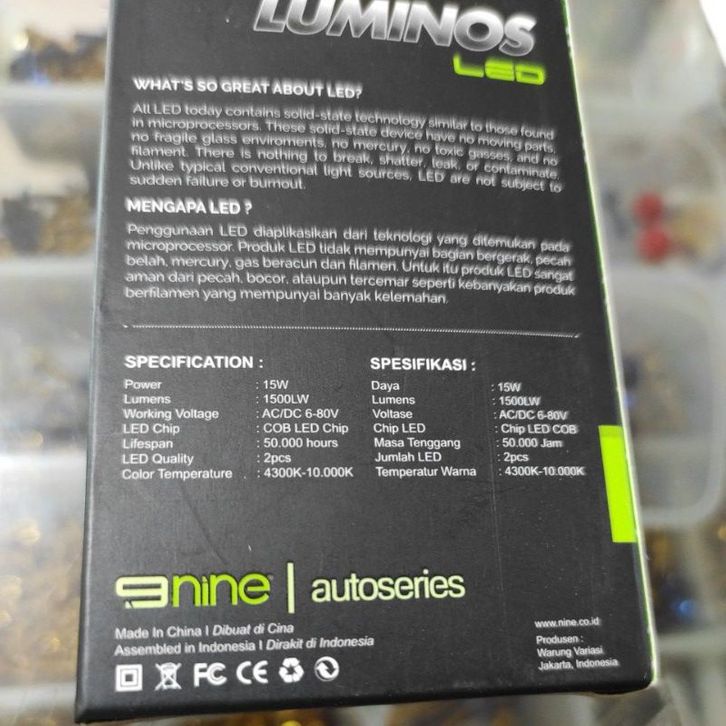 LUMINOS
LED
WHAT'S SO GREAT ABOUT LED?
All LED today contains solid-state technology similar to those found
in microprocessors. These solid-state device have no moving parts,
no fragile glass enviroments, no mercury, no toxic gasses, and no
filament. There is nothing to break, shatter, leak, or contaminate.
Unlike typical conventional light sources, LED are not subject to
sudden failure or burnout.
MENGAPA LED ?
Penggunaan LED diaplikasikan dari teknologi yang ditemukan pada
microprocessor. Produk LED tidak mempunyai bagian bergerak, pecah
belah, mercury, gas beracun dan filamen. Untuk itu produk LED sangat
aman dari pecah, bocor, ataupun tercemar seperti kebanyakan produk
berfilamen yang mempunyai banyak kelemahan.
SPECIFICATION :
Power : 15W
Lumens : 1500LW
Working Voltage : AC/DC 6-80V
LED Chip : COB LED Chip
Lifespan : 50.000 hours
LED Quality : 2pcs
Color Temperature : 4300K-10.000K
SPESIFIKASI :
Daya : 15W
Lumens : 1500LW
Voltase : AC/DC 6-80V
Chip LED : Chip LED COB
Masa Tenggang : 50.000 Jam
Jumlah LED : 2pcs
Temperatur Warna : 4300K-10.000K
9nine | autoseries
Made In China | Dibuat di Cina
Assembled in Indonesia | Dirakit di Indonesia
FC CE
www.nine.co.id
Produsen :
Warung Variasi
Jakarta, Indonesia